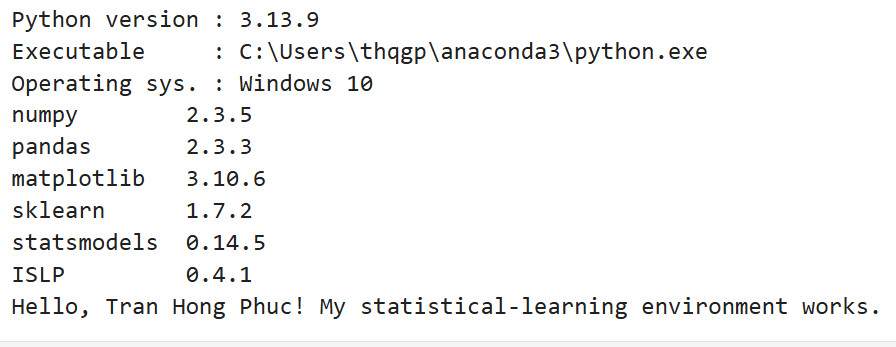 Python version : 3.13.9
Executable     : C:\Users\thqgp\anaconda3\python.exe
Operating sys. : Windows 10
numpy        2.3.5
pandas       2.3.3
matplotlib   3.10.6
sklearn      1.7.2
statsmodels  0.14.5
ISLP         0.4.1
Hello, Tran Hong Phuc! My statistical-learning environment works.